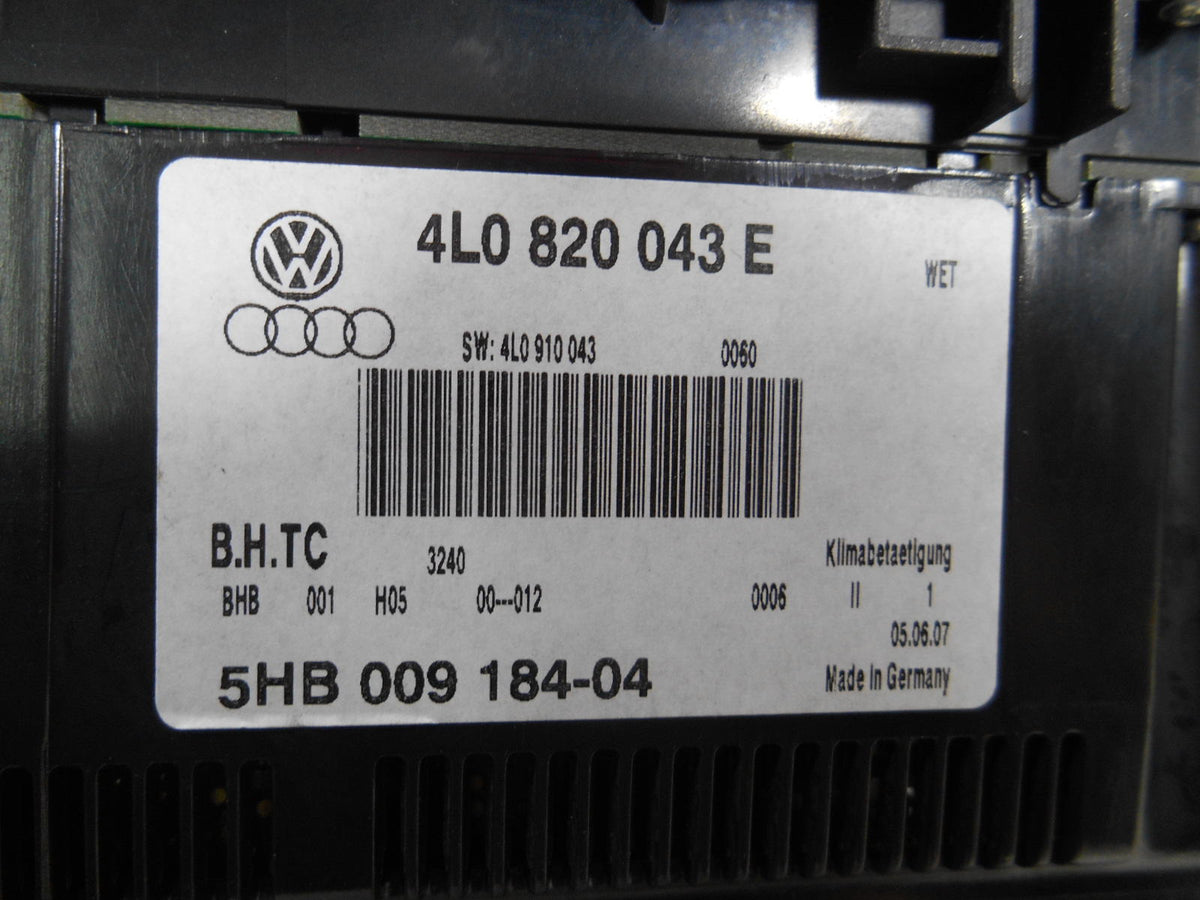 4L0 820 043 E
WET
SW: 4L0 910 043 0060
B.H.TC
3240
Klimabetaetigung
BHB 001 H05 00---012 0006 II 1
05.06.07
5HB 009 184-04
Made In Germany